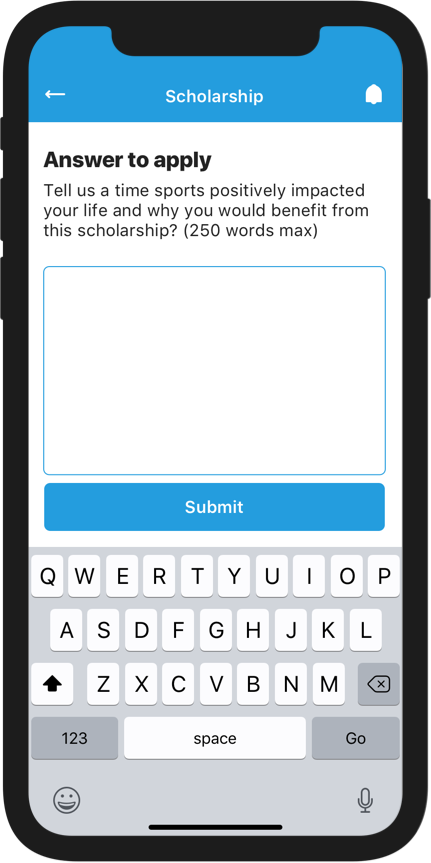 Scholarship
Answer to apply
Tell us a time sports positively impacted
your life and why you would benefit from
this scholarship? (250 words max)
Submit
Q W E R T Y U I O P
A S D F G H J K L
Z X C V B N M
123 space Go